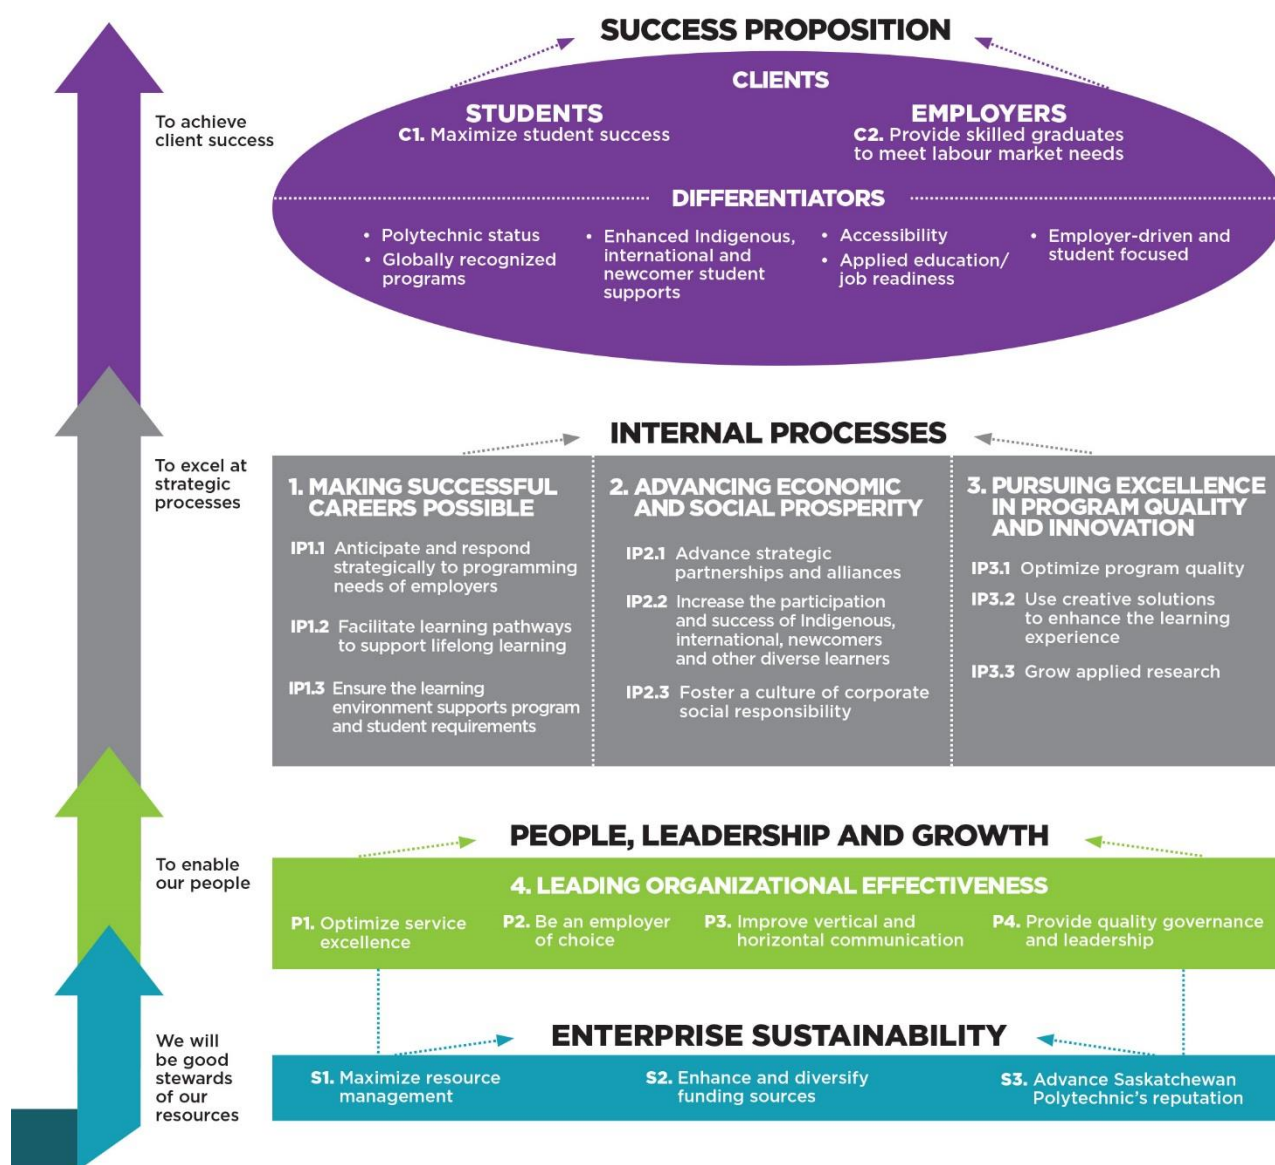 SUCCESS PROPOSITION
CLIENTS
STUDENTS
C1. Maximize student success
EMPLOYERS
C2. Provide skilled graduates
to meet labour market needs
To achieve
client success
DIFFERENTIATORS
• Polytechnic status
• Globally recognized
programs
• Enhanced Indigenous,
international and
newcomer student
supports
• Accessibility
• Applied education/
job readiness
• Employer-driven and
student focused
INTERNAL PROCESSES
To excel at
strategic
processes
1. MAKING SUCCESSFUL
CAREERS POSSIBLE
IP1.1 Anticipate and respond
strategically to programming
needs of employers
IP1.2 Facilitate learning pathways
to support lifelong learning
IP1.3 Ensure the learning
environment supports program
and student requirements
2. ADVANCING ECONOMIC
AND SOCIAL PROSPERITY
IP2.1 Advance strategic
partnerships and alliances
IP2.2 Increase the participation
and success of Indigenous,
international, newcomers
and other diverse learners
IP2.3 Foster a culture of corporate
social responsibility
3. PURSUING EXCELLENCE
IN PROGRAM QUALITY
AND INNOVATION
IP3.1 Optimize program quality
IP3.2 Use creative solutions
to enhance the learning
experience
IP3.3 Grow applied research
PEOPLE, LEADERSHIP AND GROWTH
To enable
our people
4. LEADING ORGANIZATIONAL EFFECTIVENESS
P1. Optimize service
excellence
P2. Be an employer
of choice
P3. Improve vertical and
horizontal communication
P4. Provide quality governance
and leadership
ENTERPRISE SUSTAINABILITY
We will
be good
stewards
of our
resources
S1. Maximize resource
management
S2. Enhance and diversify
funding sources
S3. Advance Saskatchewan
Polytechnic's reputation